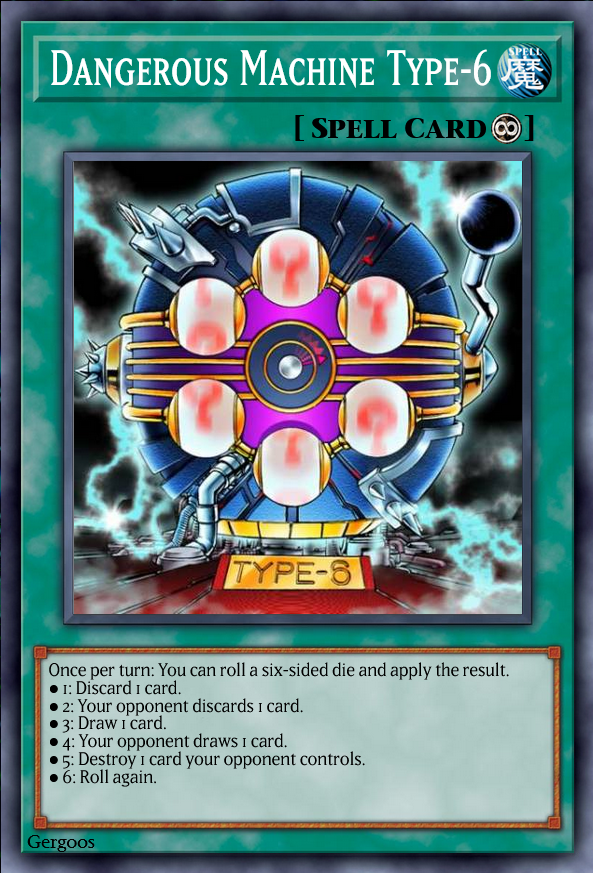 Dangerous Machine Type-6
SPELL
魔
[ Spell Card ]
TYPE-6
Once per turn: You can roll a six-sided die and apply the result.
● 1: Discard 1 card.
● 2: Your opponent discards 1 card.
● 3: Draw 1 card.
● 4: Your opponent draws 1 card.
● 5: Destroy 1 card your opponent controls.
● 6: Roll again.
Gergoos